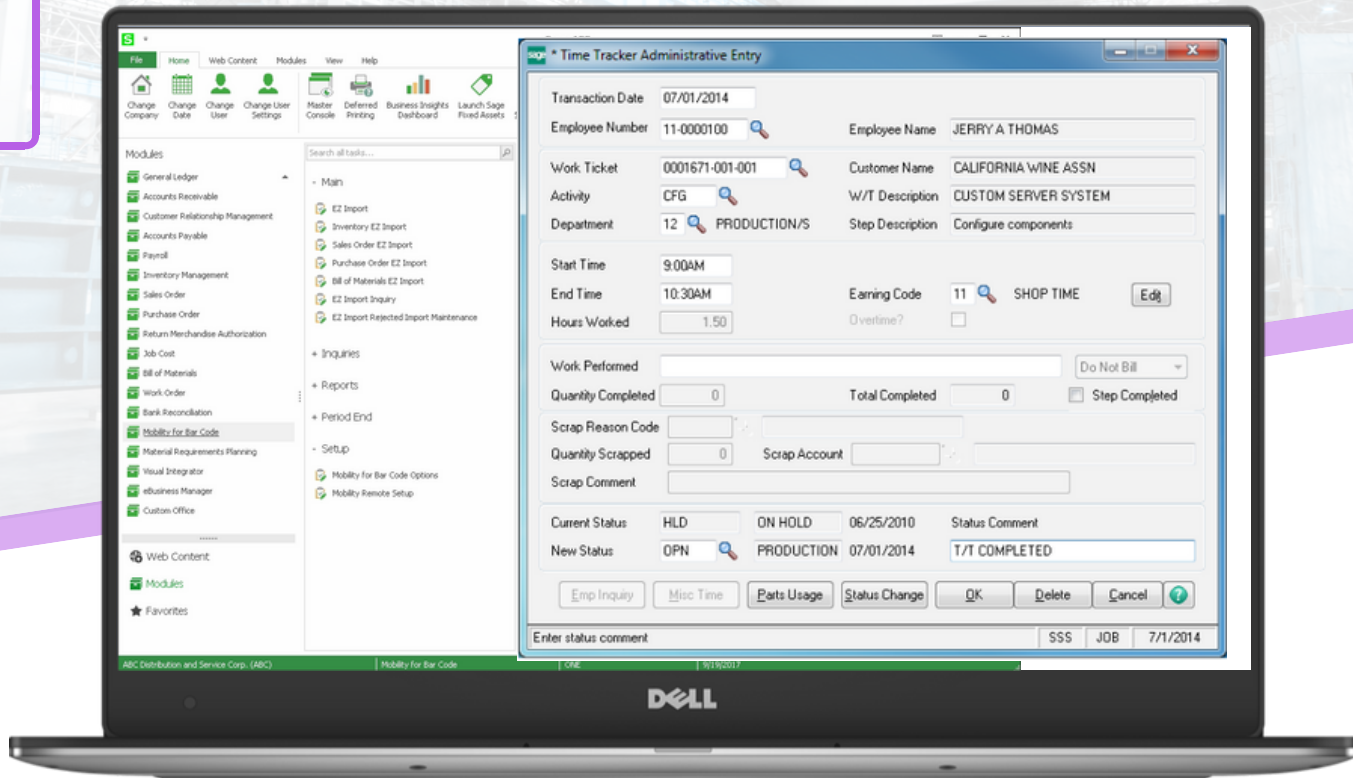 File Home Web Content Modules View Help
Change Company
Change Date
Change User
Change User Settings
Master Console
Deferred Printing
Business Insights Dashboard
Launch Sage Fixed Assets
Modules
General Ledger
Accounts Receivable
Customer Relationship Management
Accounts Payable
Payroll
Inventory Management
Sales Order
Purchase Order
Return Merchandise Authorization
Job Cost
Bill of Materials
Work Order
Bank Reconciliation
Mobility for Bar Code
Material Requirements Planning
Visual Integrator
eBusiness Manager
Custom Office
Web Content
Modules
Favorites
Search all tasks...
- Main
EZ Import
Inventory EZ Import
Sales Order EZ Import
Purchase Order EZ Import
Bill of Materials EZ Import
EZ Import Inquiry
EZ Import Rejected Import Maintenance
+ Inquiries
+ Reports
+ Period End
- Setup
Mobility for Bar Code Options
Mobility Remote Setup
* Time Tracker Administrative Entry
Transaction Date 07/01/2014
Employee Number 11-0000100 Employee Name JERRY A THOMAS
Work Ticket 0001671-001-001 Customer Name CALIFORNIA WINE ASSN
Activity CFG W/T Description CUSTOM SERVER SYSTEM
Department 12 PRODUCTION/S Step Description Configure components
Start Time 9:00AM
End Time 10:30AM Earning Code 11 SHOP TIME Edit
Hours Worked 1.50 Overtime?
Work Performed Do Not Bill
Quantity Completed 0 Total Completed 0 Step Completed
Scrap Reason Code
Quantity Scrapped 0 Scrap Account
Scrap Comment
Current Status HLD ON HOLD 06/25/2010 Status Comment
New Status OPN PRODUCTION 07/01/2014 T/T COMPLETED
Emp Inquiry Misc Time Parts Usage Status Change OK Delete Cancel
Enter status comment SSS JOB 7/1/2014
ABC Distribution and Service Corp. (ABC) Mobility for Bar Code ONE 9/19/2017
DELL